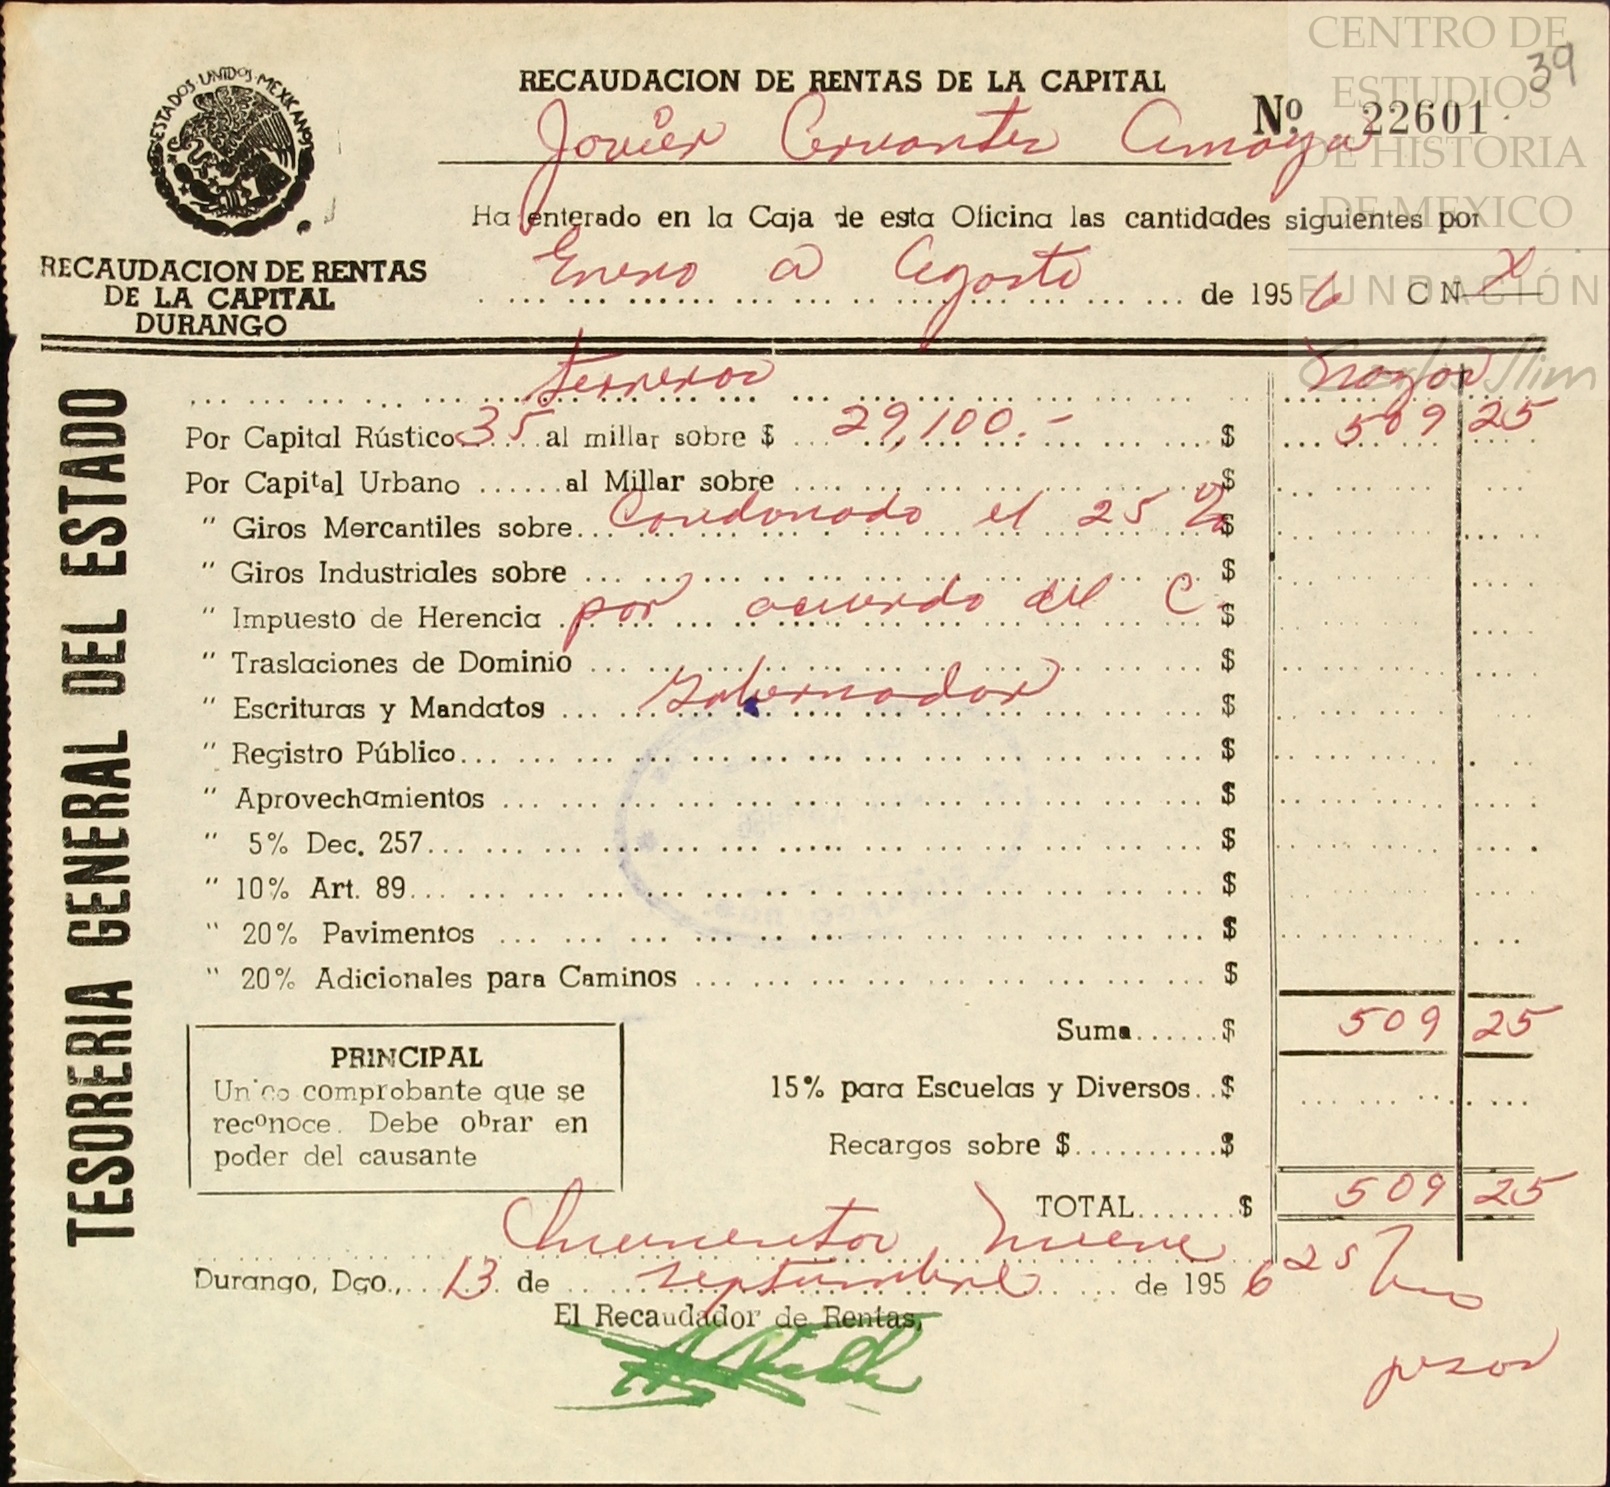 CENTRO DE
ESTUDIOS
DE HISTORIA
DE MEXICO
FUNDACIÓN
Carlos Slim
39
ESTADOS UNIDOS MEXICANOS
RECAUDACION DE RENTAS DE LA CAPITAL
Nº 22601
Javier Cervantes Amaya
Ha enterado en la Caja de esta Oficina las cantidades siguientes por
RECAUDACION DE RENTAS
DE LA CAPITAL
DURANGO
Enero a Agosto de 1956 C N X
TESORERIA GENERAL DEL ESTADO
Por Capital Rústico 35 al millar sobre $ 29,100.- $ 509 25
Por Capital Urbano ...... al Millar sobre $
" Giros Mercantiles sobre... Condonado el 25 % $
" Giros Industriales sobre $
" Impuesto de Herencia por acuerdo del C. $
" Traslaciones de Dominio $
" Escrituras y Mandatos Gobernador $
" Registro Público $
" Aprovechamientos $
" 5% Dec. 257 $
" 10% Art. 89 $
" 20% Pavimentos $
" 20% Adicionales para Caminos $
Suma......$ 509 25
PRINCIPAL
Unico comprobante que se
reconoce. Debe obrar en
poder del causante
15% para Escuelas y Diversos..$
Recargos sobre $..........$
TOTAL.......$ 509 25
nueve 25
Durango, Dgo., 13 de septiembre de 1956
pesos
El Recaudador de Rentas,